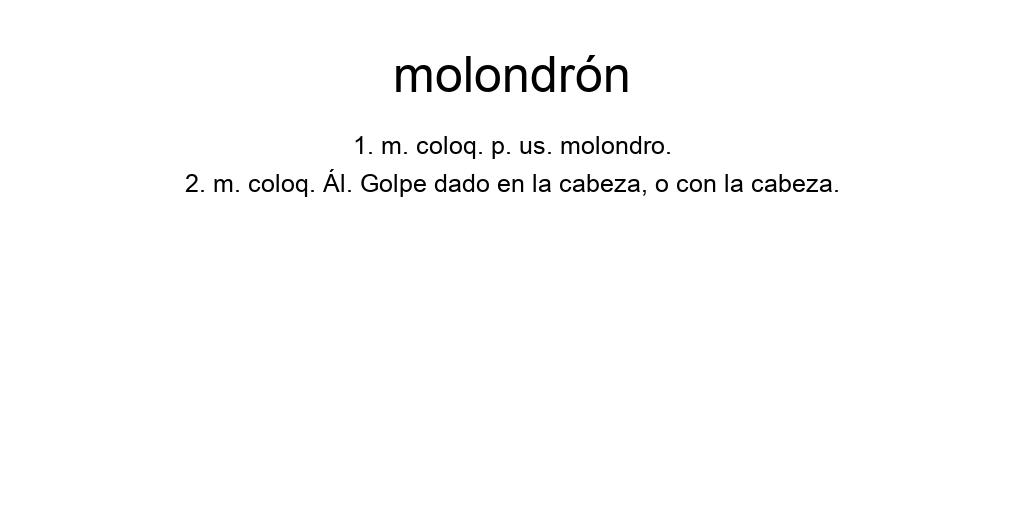 molondrón
1. m. coloq. p. us. molondro.
2. m. coloq. Ál. Golpe dado en la cabeza, o con la cabeza.